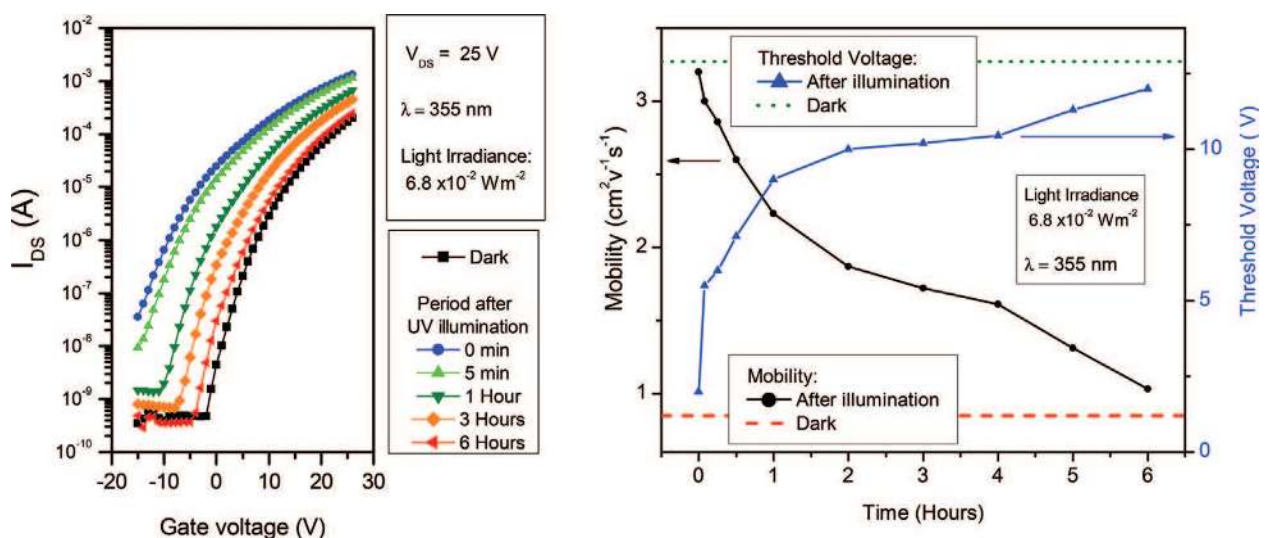 10⁻²
10⁻³
10⁻⁴
10⁻⁵
10⁻⁶
10⁻⁷
10⁻⁸
10⁻⁹
10⁻¹⁰
I_DS (A)
-20 -10 0 10 20 30
Gate voltage (V)
V_DS = 25 V
λ = 355 nm
Light Irradiance:
6.8 x10⁻² Wm⁻²
Dark
Period after
UV illumination
0 min
5 min
1 Hour
3 Hours
6 Hours
3
2
1
Mobility (cm²v⁻¹s⁻¹)
Threshold Voltage:
After illumination
Dark
Light Irradiance
6.8 x10⁻² Wm⁻²
λ = 355 nm
Mobility:
After illumination
Dark
10
5
0
Threshold Voltage ( V)
0 1 2 3 4 5 6
Time (Hours)